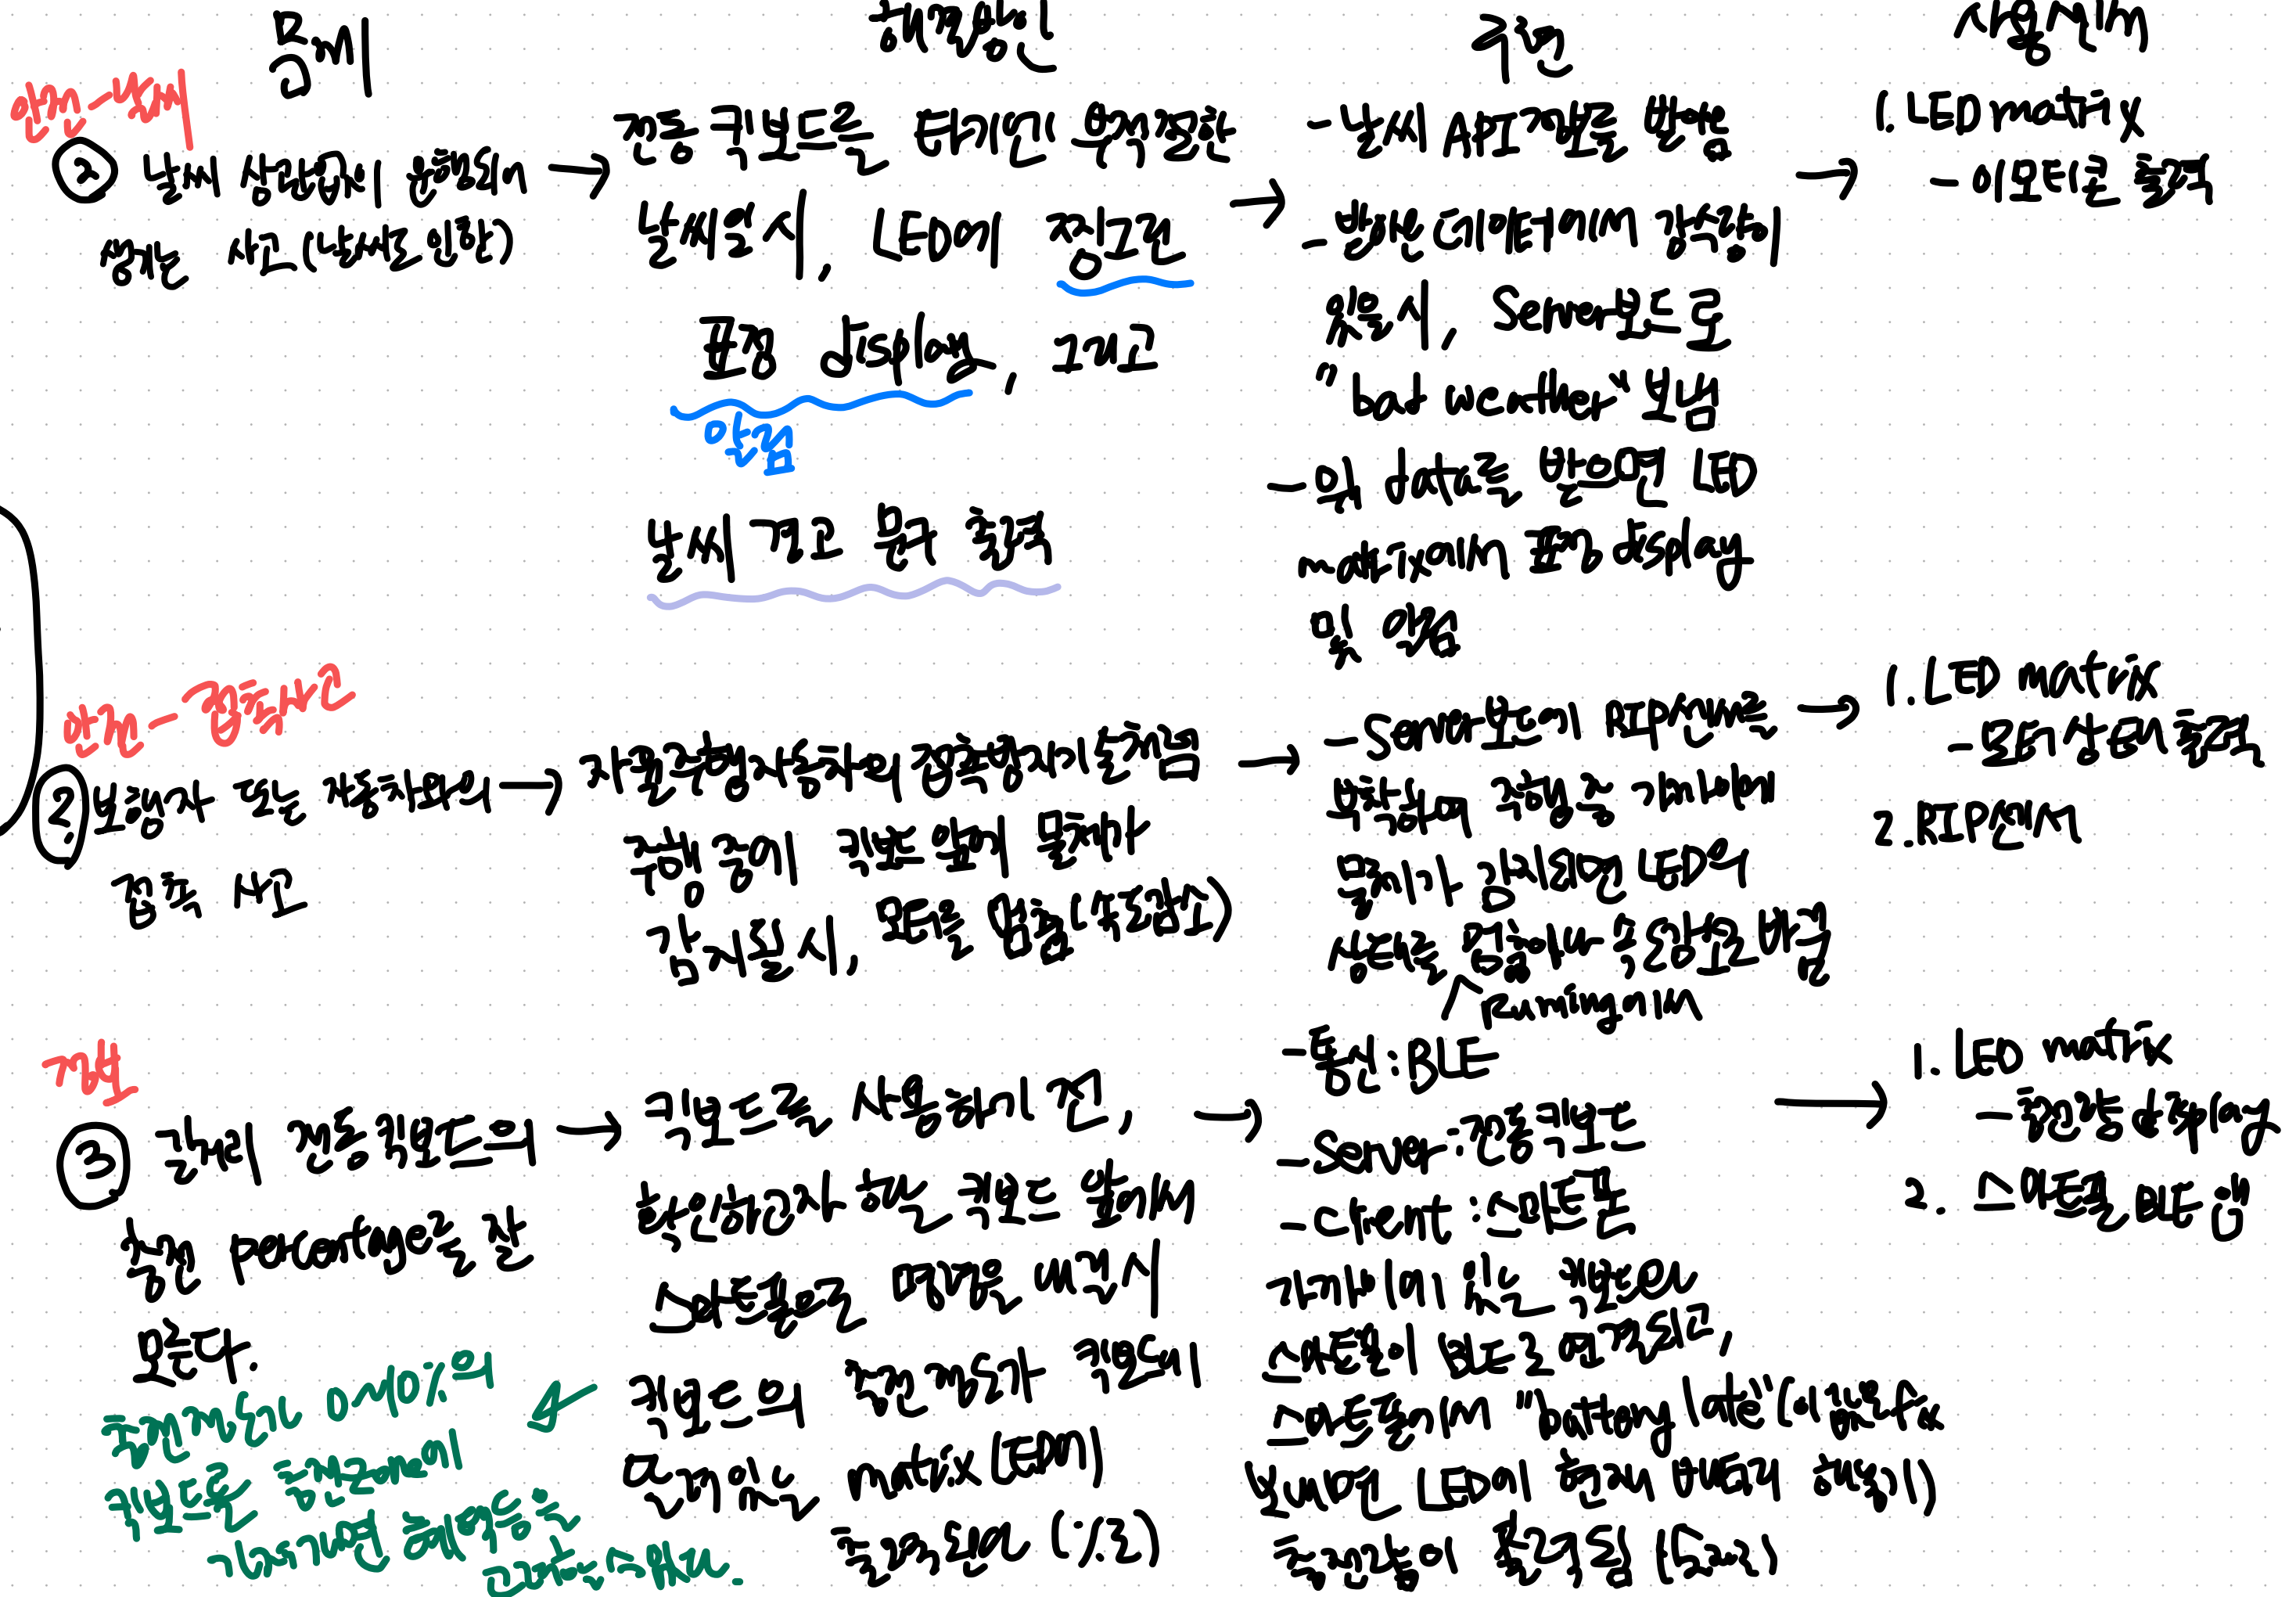 문제
해결방안
구현
사용센서
안전-날씨
② 날씨 상관없이 운행되어
생기는 사고(날씨로 인한)
→ 전동 킥보드를 타기엔 부적절한
날씨일 시, LED에 찡그린
표정 display, 그리고
알림
날씨 경고 문구 출력
→ -날씨 API 정보를 받아옴
-받아온 데이터에서 강수량이
있을시, Server보드로
"bad weather" 보냄
-위 data를 받으면 LED
matrix에서 표정 display
및 알림
→ 1. LED matrix
- 이모티콘 출력
안전-접촉사고
② 보행자 또는 자동차와의
접촉 사고
→ 자율주행자동차의 접촉방지기술처럼
주행 중에 킥보드 앞에 물체가
감지될 시, 모터를 멈춤(속도감소)
→ -Server보드에 RIP센서를
부착하여 주행 중 가까이에
물체가 감지되면 LED의
상태를 멈춤이나 속도감소로 바꿈
running에서
→ 1. LED matrix
-모터 상태 출력
2. RIP센서
정보
③ 길거리 전동킥보드의
충전 percentage를 잘
모른다.
→ 킥보드를 사용하기 전,
확인하고자 하는 킥보드 앞에서
스마트폰으로 명령을 내릴시
킥보드의 충전 정도가 킥보드에
달려있는 matrix LED에
출력된다 (%로)
충전 정도가 0~10%의
킥보드를 충전zone에
가져가면 혜택을
→ -통신: BLE
-Server: 전동킥보드
-Client: 스마트폰
가까이에 있는 킥보드와
스마트폰이 BLE로 연결되고,
스마트폰에서 "battery late"(이 값으로 fix
보내면 LED에 현재 배터리 해놓기)
충전량이 출력됨 (%로)
→ 1. LED matrix
- 충전량 display
2. 스마트폰 BLE 앱